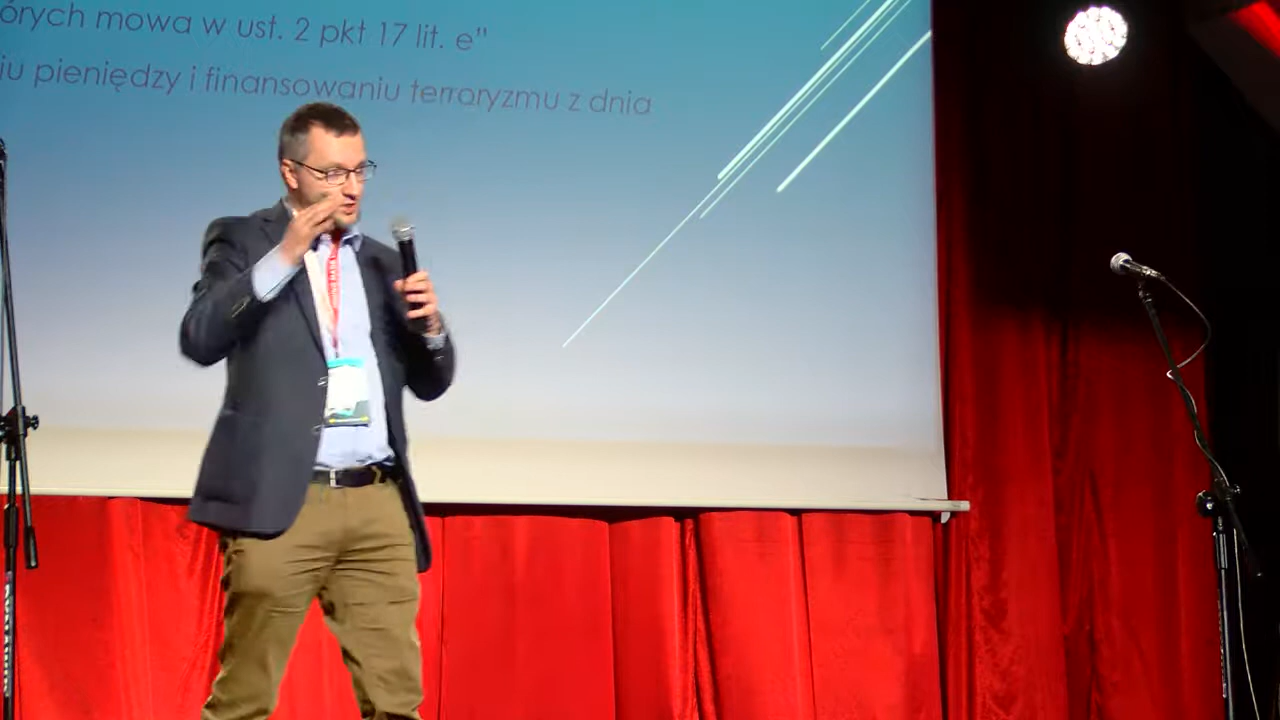 órych mowa w ust. 2 pkt 17 lit. e"
iu pieniędzy i finansowaniu terroryzmu z dnia